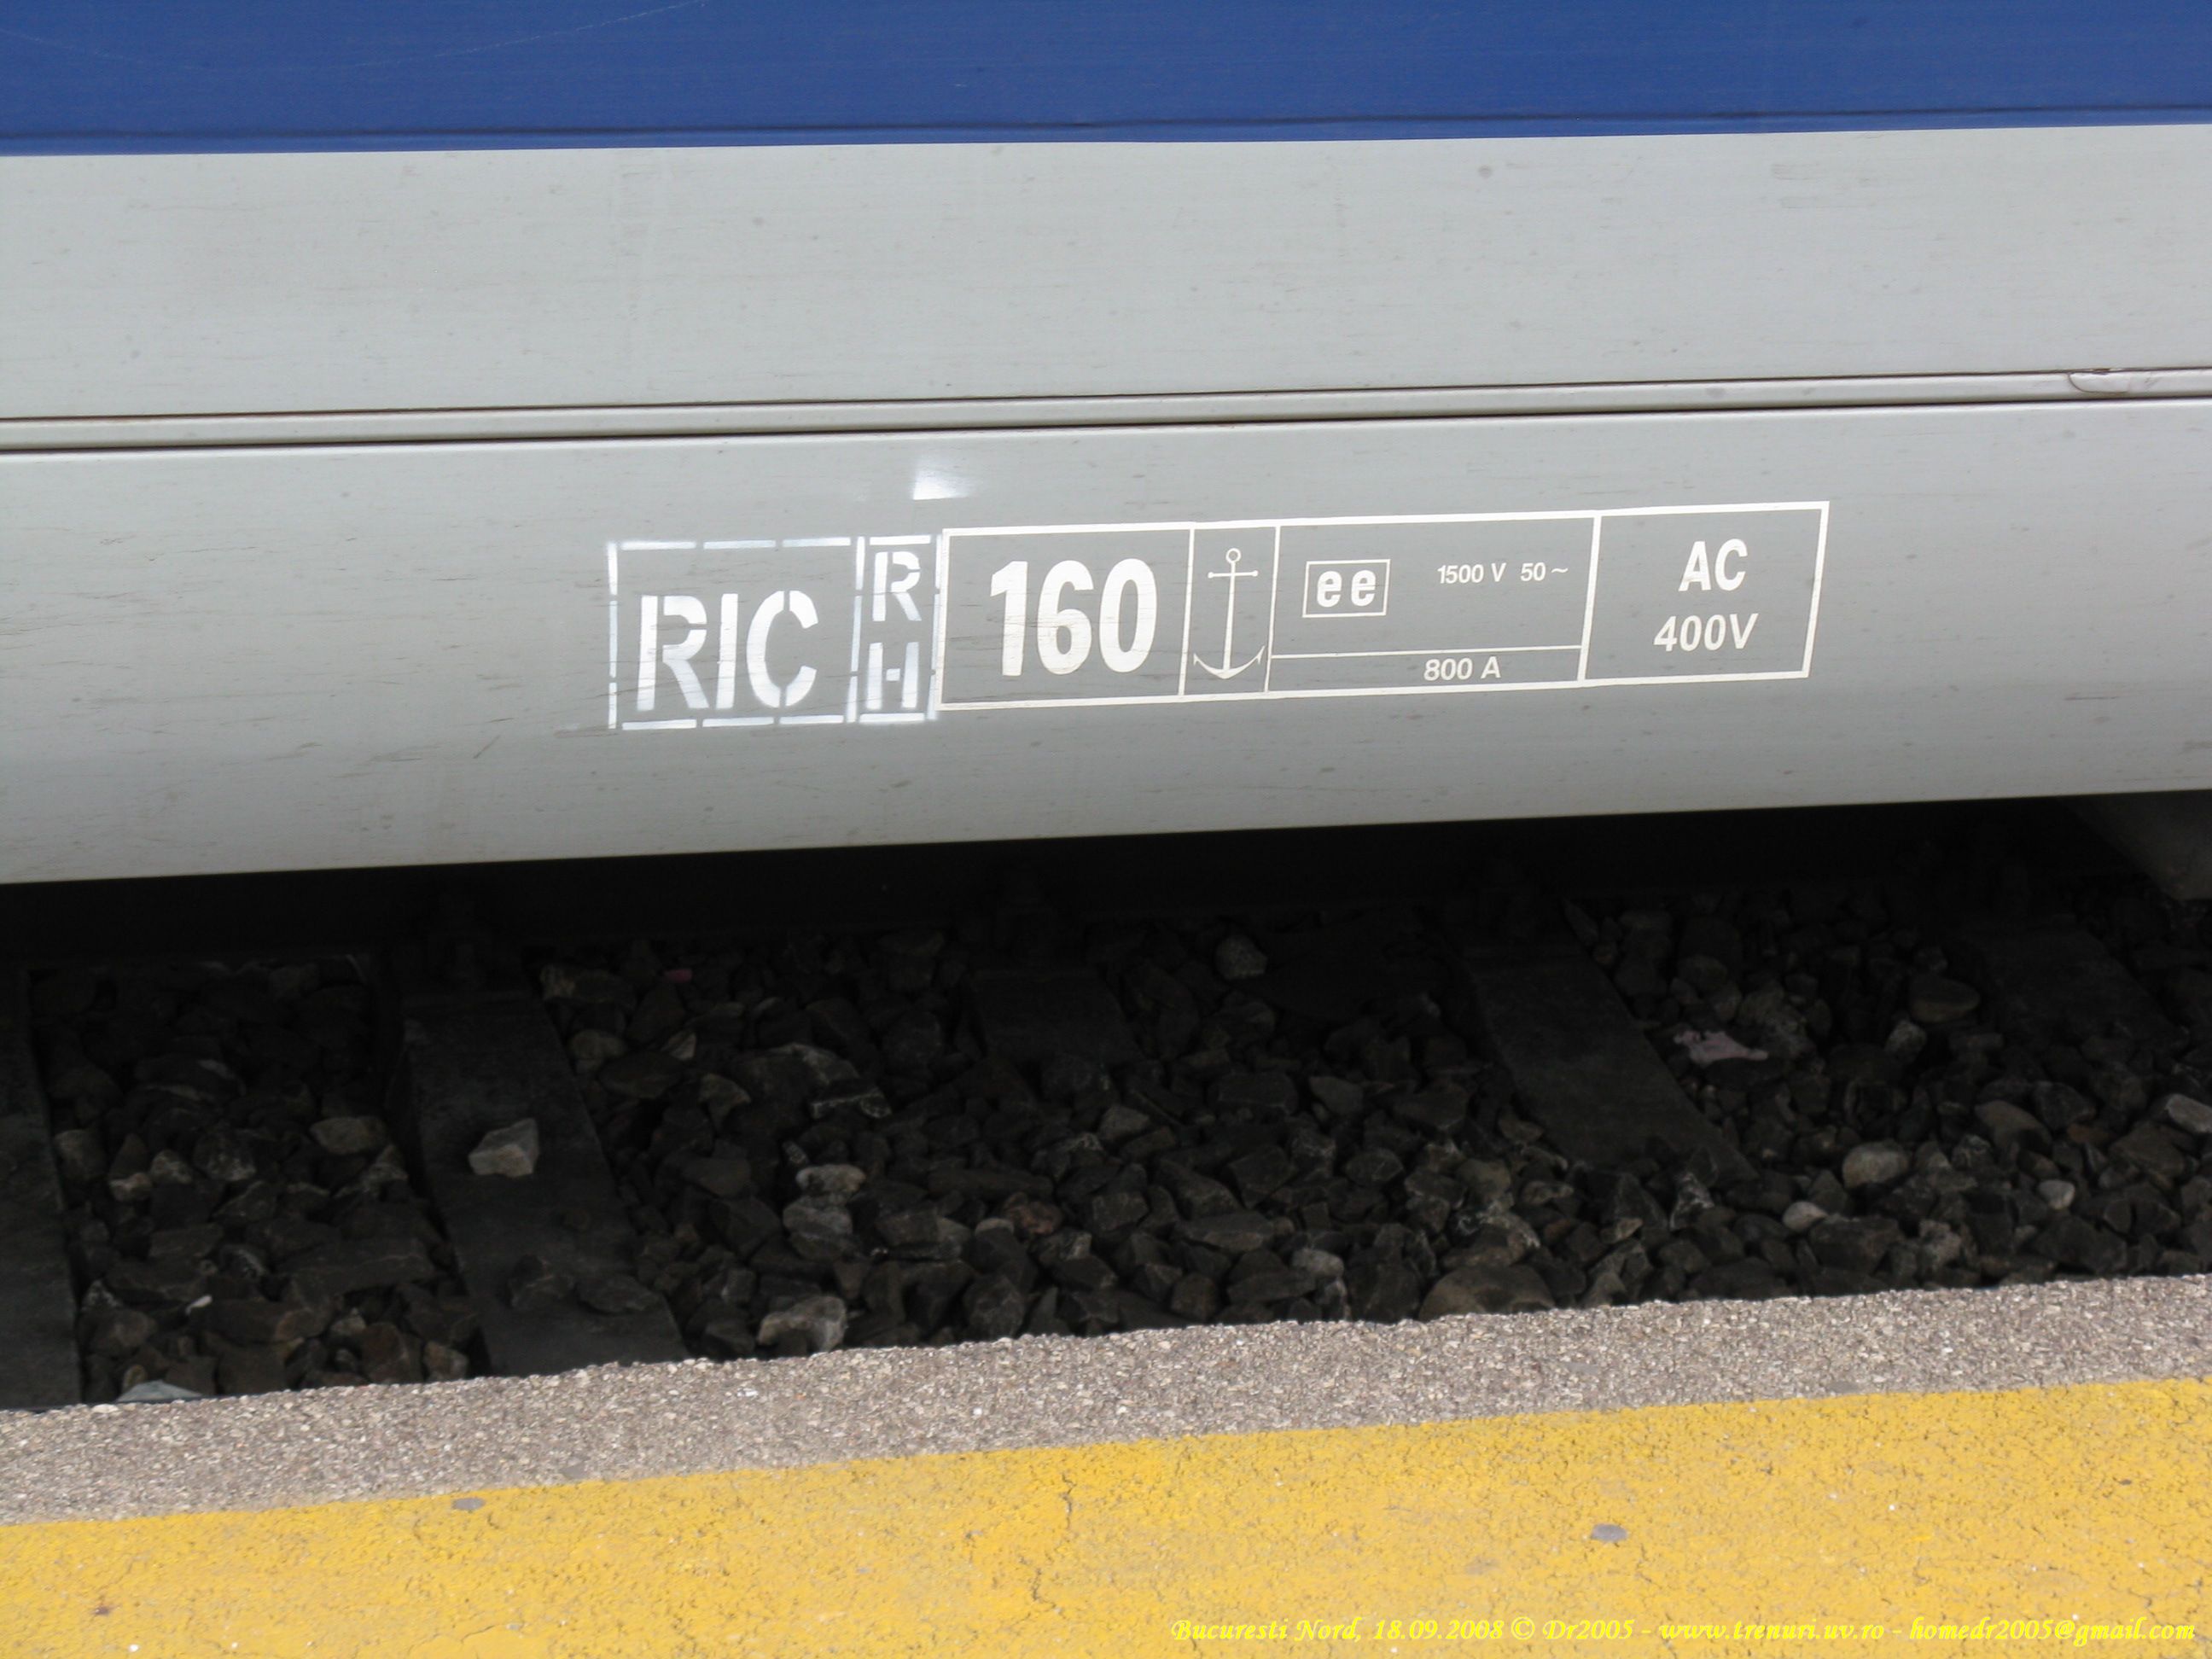 RIC
R
H
160
ee
1500 V 50 ~
800 A
AC
400V
Bucuresti Nord, 18.09.2008 © Dr2005 - www.trenuri.uv.ro - homedr2005@gmail.com